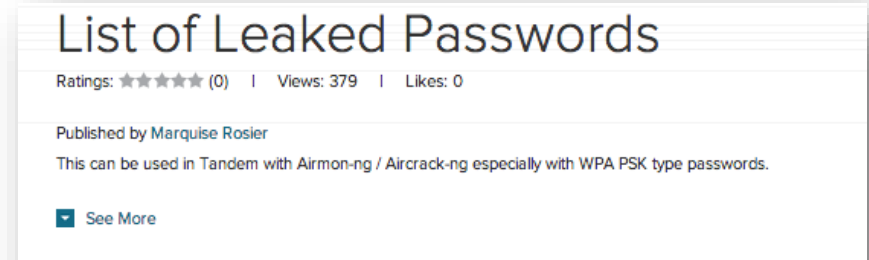 List of Leaked Passwords
Ratings: (0) | Views: 379 | Likes: 0
Published by Marquise Rosier
This can be used in Tandem with Airmon-ng / Aircrack-ng especially with WPA PSK type passwords.
See More